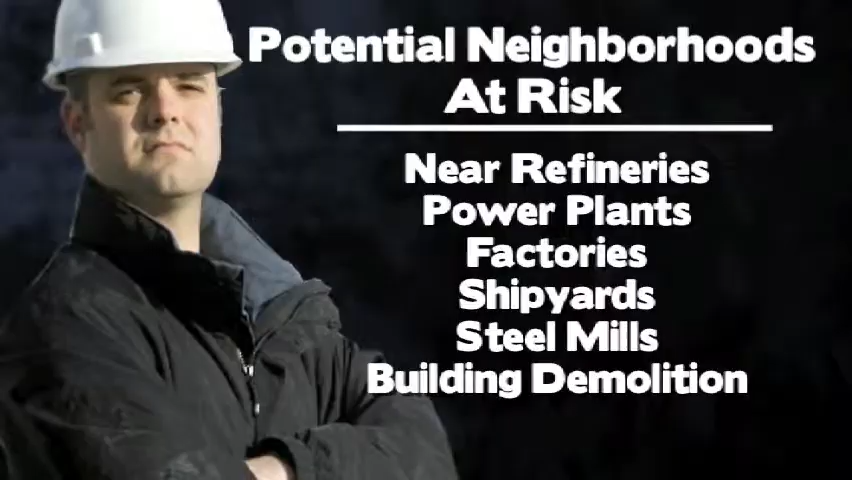 Potential Neighborhoods
At Risk
Near Refineries
Power Plants
Factories
Shipyards
Steel Mills
Building Demolition